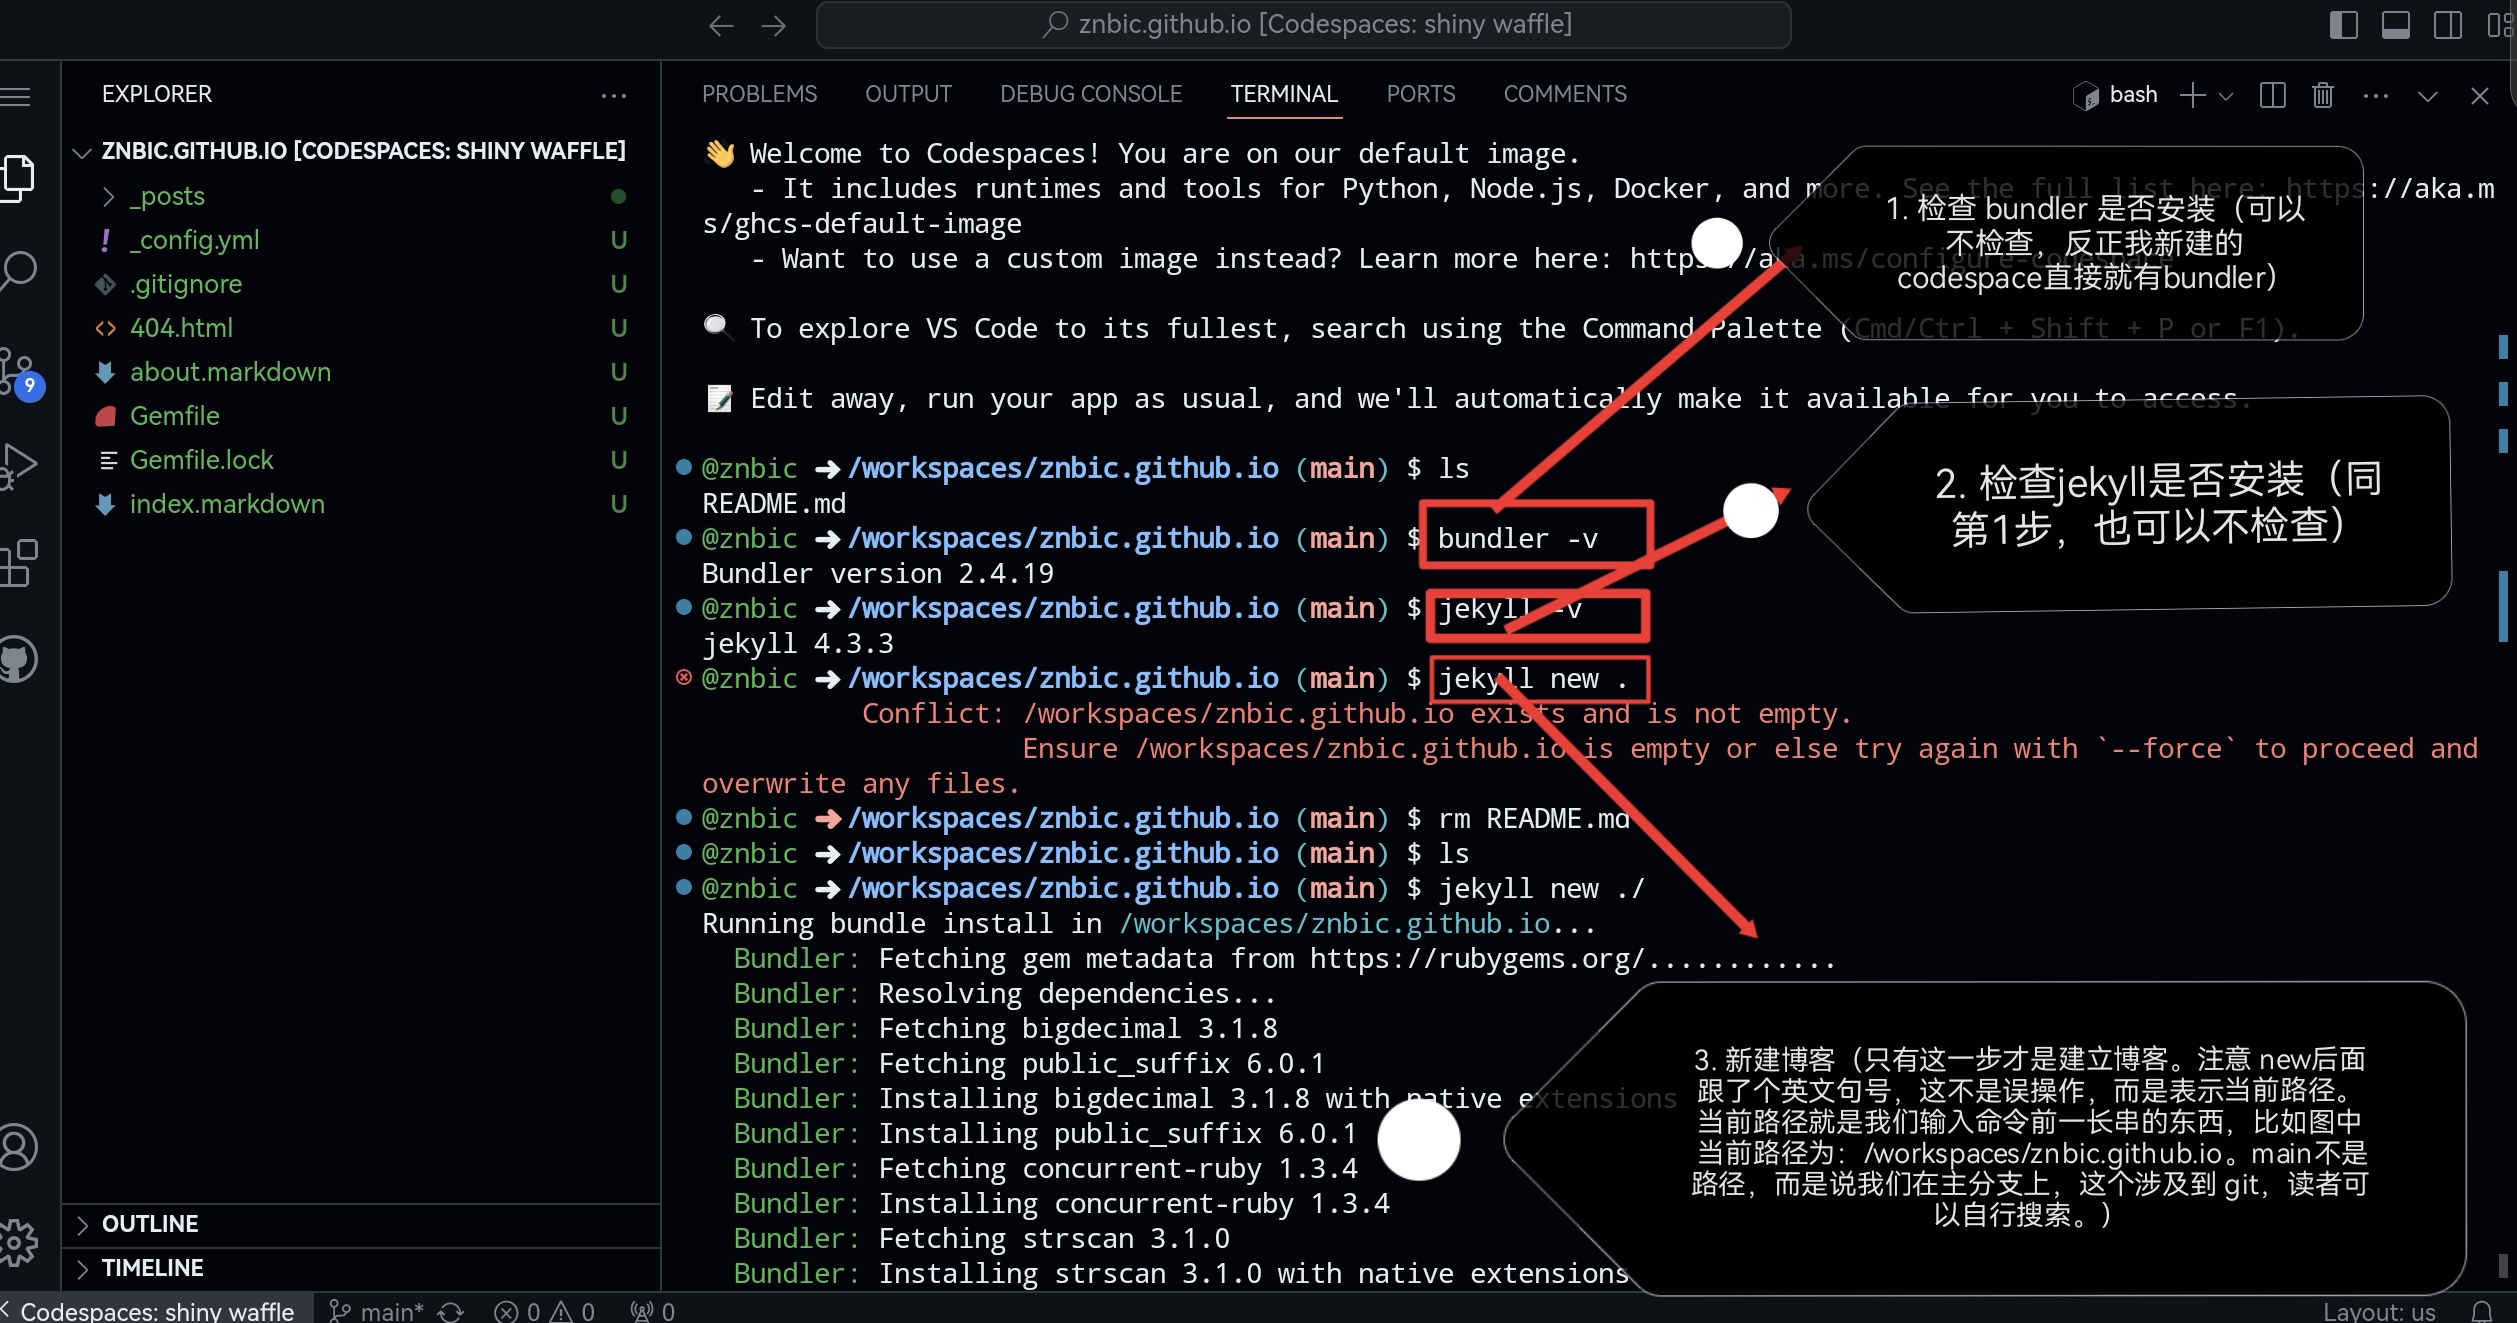 znbic.github.io [Codespaces: shiny waffle]
EXPLORER
ZNBIC.GITHUB.IO [CODESPACES: SHINY WAFFLE]
_posts
_config.yml U
.gitignore U
404.html U
about.markdown U
Gemfile U
Gemfile.lock U
index.markdown U
9
OUTLINE
TIMELINE
PROBLEMS OUTPUT DEBUG CONSOLE TERMINAL PORTS COMMENTS
bash
👋 Welcome to Codespaces! You are on our default image.
- It includes runtimes and tools for Python, Node.js, Docker, and more. See the full list here: https://aka.m
s/ghcs-default-image
- Want to use a custom image instead? Learn more here: https://aka.ms/configure-codespace
🔍 To explore VS Code to its fullest, search using the Command Palette (Cmd/Ctrl + Shift + P or F1).
📝 Edit away, run your app as usual, and we'll automatically make it available for you to access.
@znbic ➜ /workspaces/znbic.github.io (main) $ ls
README.md
@znbic ➜ /workspaces/znbic.github.io (main) $ bundler -v
Bundler version 2.4.19
@znbic ➜ /workspaces/znbic.github.io (main) $ jekyll -v
jekyll 4.3.3
@znbic ➜ /workspaces/znbic.github.io (main) $ jekyll new .
Conflict: /workspaces/znbic.github.io exists and is not empty.
Ensure /workspaces/znbic.github.io is empty or else try again with `--force` to proceed and
overwrite any files.
@znbic ➜ /workspaces/znbic.github.io (main) $ rm README.md
@znbic ➜ /workspaces/znbic.github.io (main) $ ls
@znbic ➜ /workspaces/znbic.github.io (main) $ jekyll new ./
Running bundle install in /workspaces/znbic.github.io...
Bundler: Fetching gem metadata from https://rubygems.org/............
Bundler: Resolving dependencies...
Bundler: Fetching bigdecimal 3.1.8
Bundler: Fetching public_suffix 6.0.1
Bundler: Installing bigdecimal 3.1.8 with native extensions
Bundler: Installing public_suffix 6.0.1
Bundler: Fetching concurrent-ruby 1.3.4
Bundler: Installing concurrent-ruby 1.3.4
Bundler: Fetching strscan 3.1.0
Bundler: Installing strscan 3.1.0 with native extensions
1. 检查 bundler 是否安装（可以
不检查，反正我新建的
codespace直接就有bundler）
2. 检查jekyll是否安装（同
第1步，也可以不检查）
3. 新建博客（只有这一步才是建立博客。注意 new后面
跟了个英文句号，这不是误操作，而是表示当前路径。
当前路径就是我们输入命令前一长串的东西，比如图中
当前路径为：/workspaces/znbic.github.io。main不是
路径，而是说我们在主分支上，这个涉及到 git，读者可
以自行搜索。）
Codespaces: shiny waffle main* 0 0 0 Layout: us